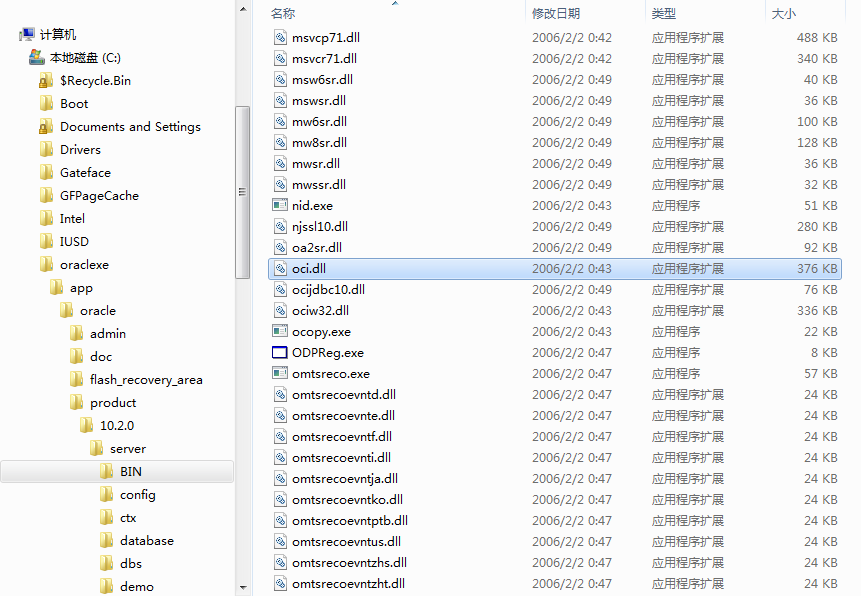 计算机
本地磁盘 (C:)
$Recycle.Bin
Boot
Documents and Settings
Drivers
Gateface
GFPageCache
Intel
IUSD
oraclexe
app
oracle
admin
doc
flash_recovery_area
product
10.2.0
server
BIN
config
ctx
database
dbs
demo
名称 修改日期 类型 大小
msvcp71.dll 2006/2/2 0:42 应用程序扩展 488 KB
msvcr71.dll 2006/2/2 0:42 应用程序扩展 340 KB
msw6sr.dll 2006/2/2 0:49 应用程序扩展 40 KB
mswsr.dll 2006/2/2 0:49 应用程序扩展 36 KB
mw6sr.dll 2006/2/2 0:49 应用程序扩展 100 KB
mw8sr.dll 2006/2/2 0:49 应用程序扩展 128 KB
mwsr.dll 2006/2/2 0:49 应用程序扩展 36 KB
mwssr.dll 2006/2/2 0:49 应用程序扩展 32 KB
nid.exe 2006/2/2 0:43 应用程序 51 KB
njssl10.dll 2006/2/2 0:49 应用程序扩展 280 KB
oa2sr.dll 2006/2/2 0:49 应用程序扩展 92 KB
oci.dll 2006/2/2 0:43 应用程序扩展 376 KB
ocijdbc10.dll 2006/2/2 0:49 应用程序扩展 76 KB
ociw32.dll 2006/2/2 0:43 应用程序扩展 336 KB
ocopy.exe 2006/2/2 0:43 应用程序 22 KB
ODPReg.exe 2006/2/2 0:47 应用程序 8 KB
omtsreco.exe 2006/2/2 0:47 应用程序 57 KB
omtsrecoevntd.dll 2006/2/2 0:47 应用程序扩展 24 KB
omtsrecoevnte.dll 2006/2/2 0:47 应用程序扩展 24 KB
omtsrecoevntf.dll 2006/2/2 0:47 应用程序扩展 24 KB
omtsrecoevnti.dll 2006/2/2 0:47 应用程序扩展 24 KB
omtsrecoevntja.dll 2006/2/2 0:47 应用程序扩展 24 KB
omtsrecoevntko.dll 2006/2/2 0:47 应用程序扩展 24 KB
omtsrecoevntptb.dll 2006/2/2 0:47 应用程序扩展 24 KB
omtsrecoevntus.dll 2006/2/2 0:47 应用程序扩展 24 KB
omtsrecoevntzhs.dll 2006/2/2 0:47 应用程序扩展 24 KB
omtsrecoevntzht.dll 2006/2/2 0:47 应用程序扩展 24 KB